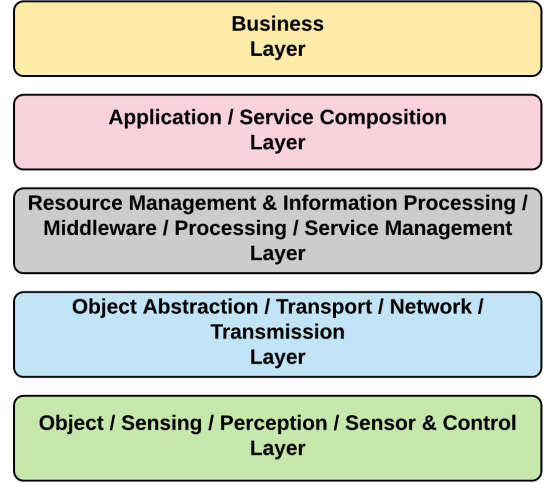 Business
Layer
Application / Service Composition
Layer
Resource Management & Information Processing /
Middleware / Processing / Service Management
Layer
Object Abstraction / Transport / Network /
Transmission
Layer
Object / Sensing / Perception / Sensor & Control
Layer